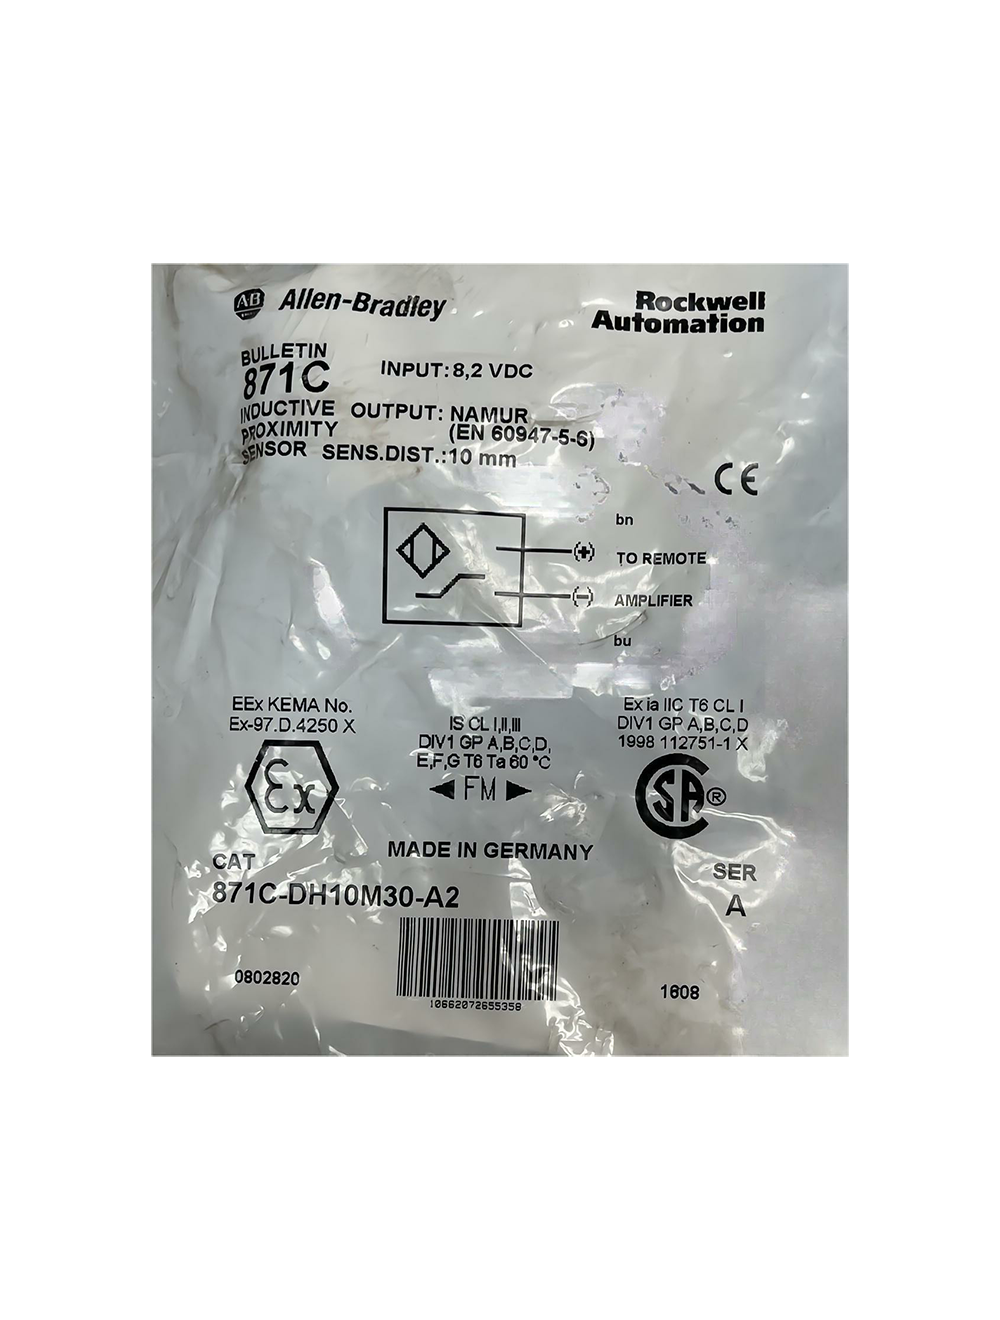 AB Allen-Bradley
Rockwell
Automation
BULLETIN
871C
INDUCTIVE
PROXIMITY
SENSOR
INPUT: 8,2 VDC
OUTPUT: NAMUR
(EN 60947-5-6)
SENS.DIST.:10 mm
CE
bn
(+) TO REMOTE
(-) AMPLIFIER
bu
EEx KEMA No.
Ex-97.D.4250 X
Ex
IS CL I,II,III
DIV1 GP A,B,C,D,
E,F,G T6 Ta 60 °C
FM
Ex ia IIC T6 CL I
DIV1 GP A,B,C,D
1998 112751-1 X
SA ®
MADE IN GERMANY
CAT
871C-DH10M30-A2
SER
A
0802820
10662072655358
1608